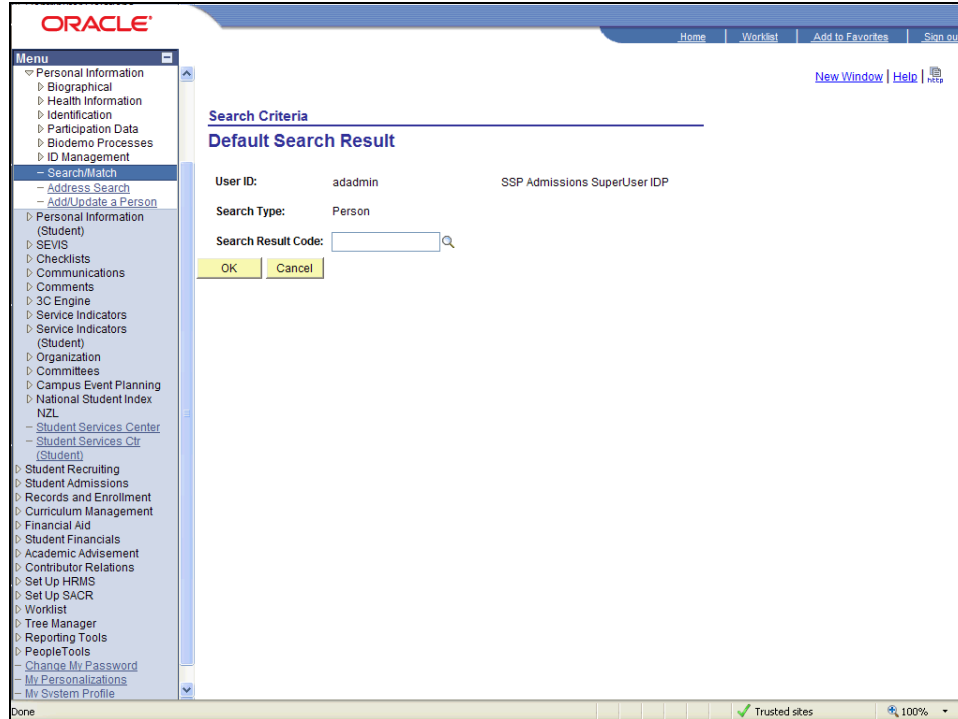 ORACLE'
Home
Worklist
Add to Favorites
Sign ou
Menu
Personal Information
Biographical
Health Information
Identification
Participation Data
Biodemo Processes
ID Management
– Search/Match
– Address Search
– Add/Update a Person
Personal Information
(Student)
SEVIS
Checklists
Communications
Comments
3C Engine
Service Indicators
Service Indicators
(Student)
Organization
Committees
Campus Event Planning
National Student Index
NZL
– Student Services Center
– Student Services Ctr
(Student)
Student Recruiting
Student Admissions
Records and Enrollment
Curriculum Management
Financial Aid
Student Financials
Academic Advisement
Contributor Relations
Set Up HRMS
Set Up SACR
Worklist
Tree Manager
Reporting Tools
PeopleTools
– Change My Password
– My Personalizations
– My System Profile
New Window | Help | http
Search Criteria
Default Search Result
User ID: adadmin SSP Admissions SuperUser IDP
Search Type: Person
Search Result Code:
OK Cancel
Done
Trusted sites
100%